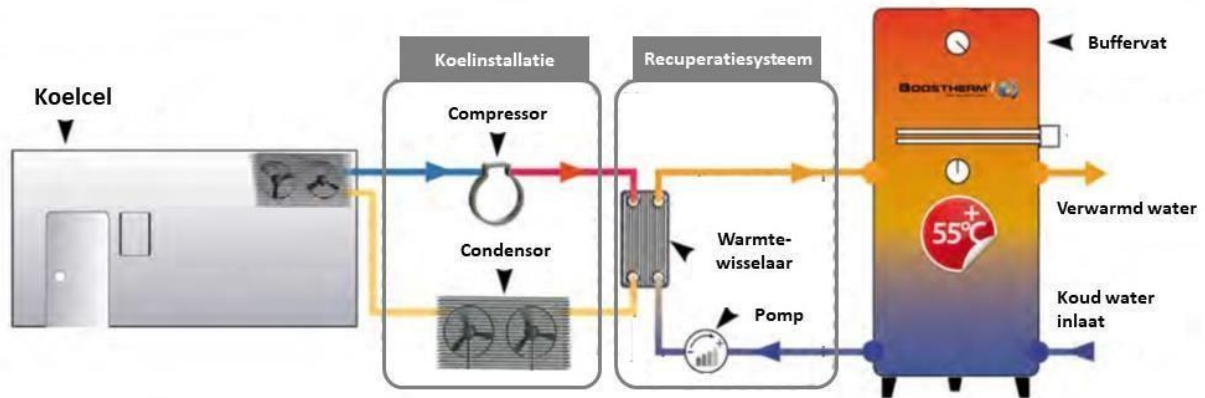 Koelcel
Koelinstallatie
Compressor
Condensor
Recuperatiesysteem
Warmte-
wisselaar
Pomp
Buffervat
BOOSTHERM
+
55°C
Verwarmd water
Koud water
inlaat